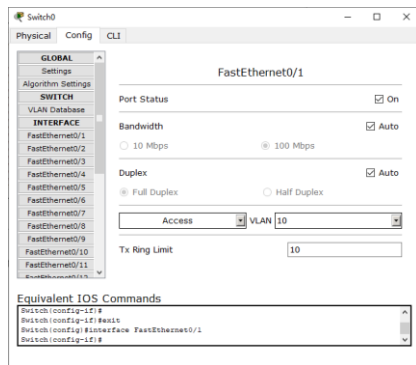 Switch0
Physical Config CLI
GLOBAL
Settings
Algorithm Settings
SWITCH
VLAN Database
INTERFACE
FastEthernet0/1
FastEthernet0/2
FastEthernet0/3
FastEthernet0/4
FastEthernet0/5
FastEthernet0/6
FastEthernet0/7
FastEthernet0/8
FastEthernet0/9
FastEthernet0/10
FastEthernet0/11
FastEthernet0/1
Port Status On
Bandwidth Auto
10 Mbps 100 Mbps
Duplex Auto
Full Duplex Half Duplex
Access VLAN 10
Tx Ring Limit 10
Equivalent IOS Commands
Switch(config-if)#
Switch(config-if)#exit
Switch(config)#interface FastEthernet0/1
Switch(config-if)#